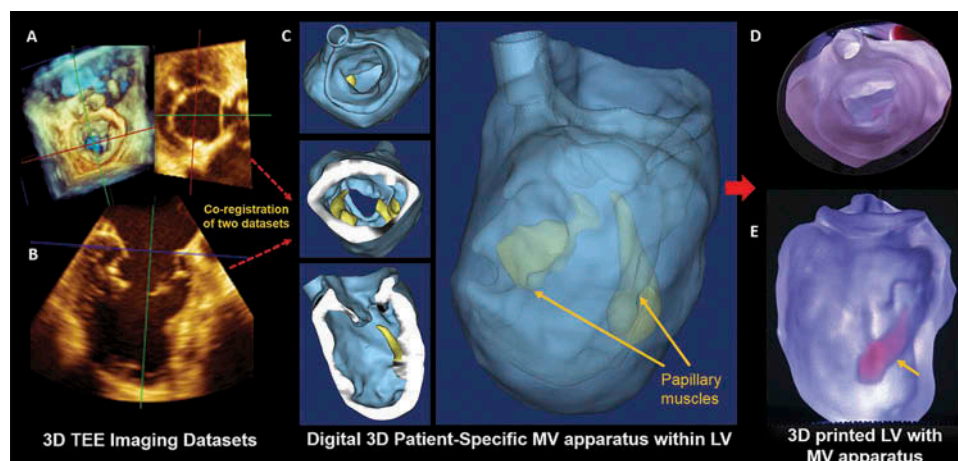 A
B
C
D
E
Co-registration
of two datasets
Papillary
muscles
3D TEE Imaging Datasets
Digital 3D Patient-Specific MV apparatus within LV
3D printed LV with
MV apparatus